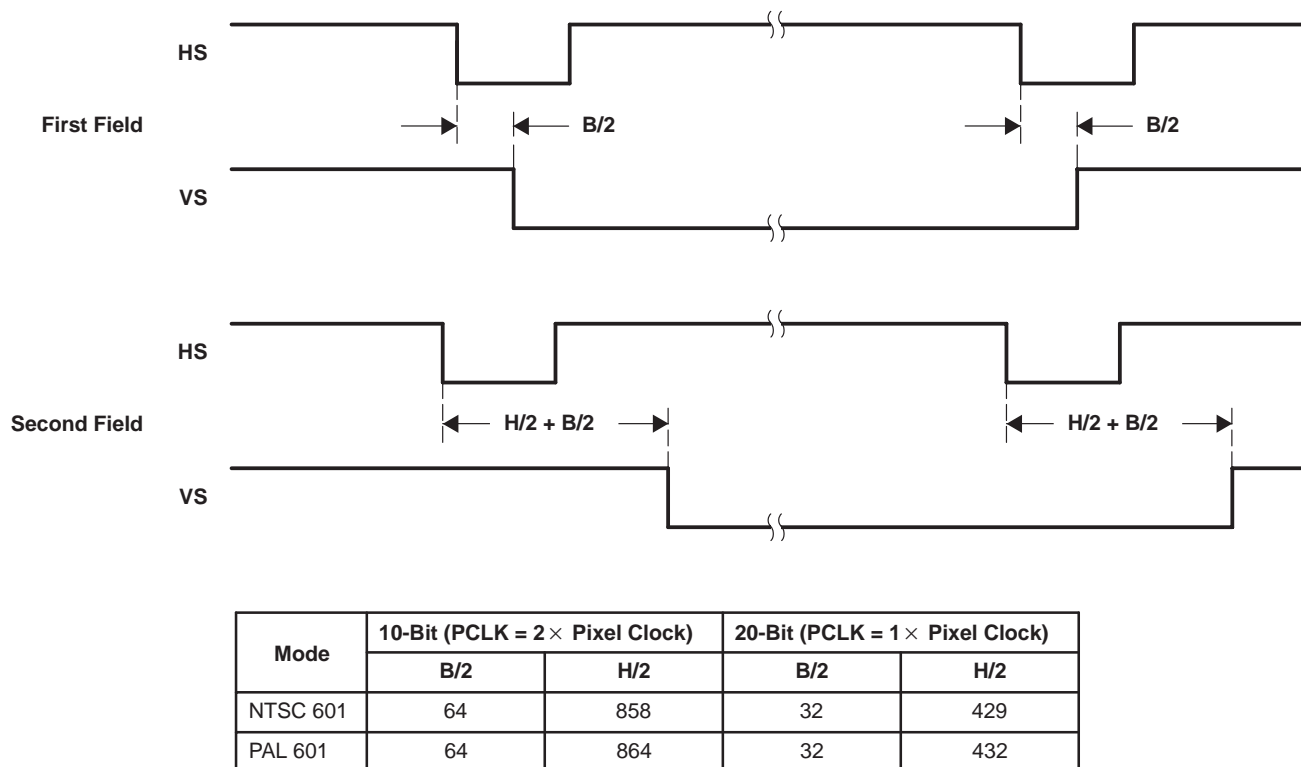 HS
First Field
B/2
B/2
VS
HS
Second Field
H/2 + B/2
H/2 + B/2
VS
Mode
10-Bit (PCLK = 2 × Pixel Clock)
20-Bit (PCLK = 1 × Pixel Clock)
B/2
H/2
B/2
H/2
NTSC 601
64
858
32
429
PAL 601
64
864
32
432